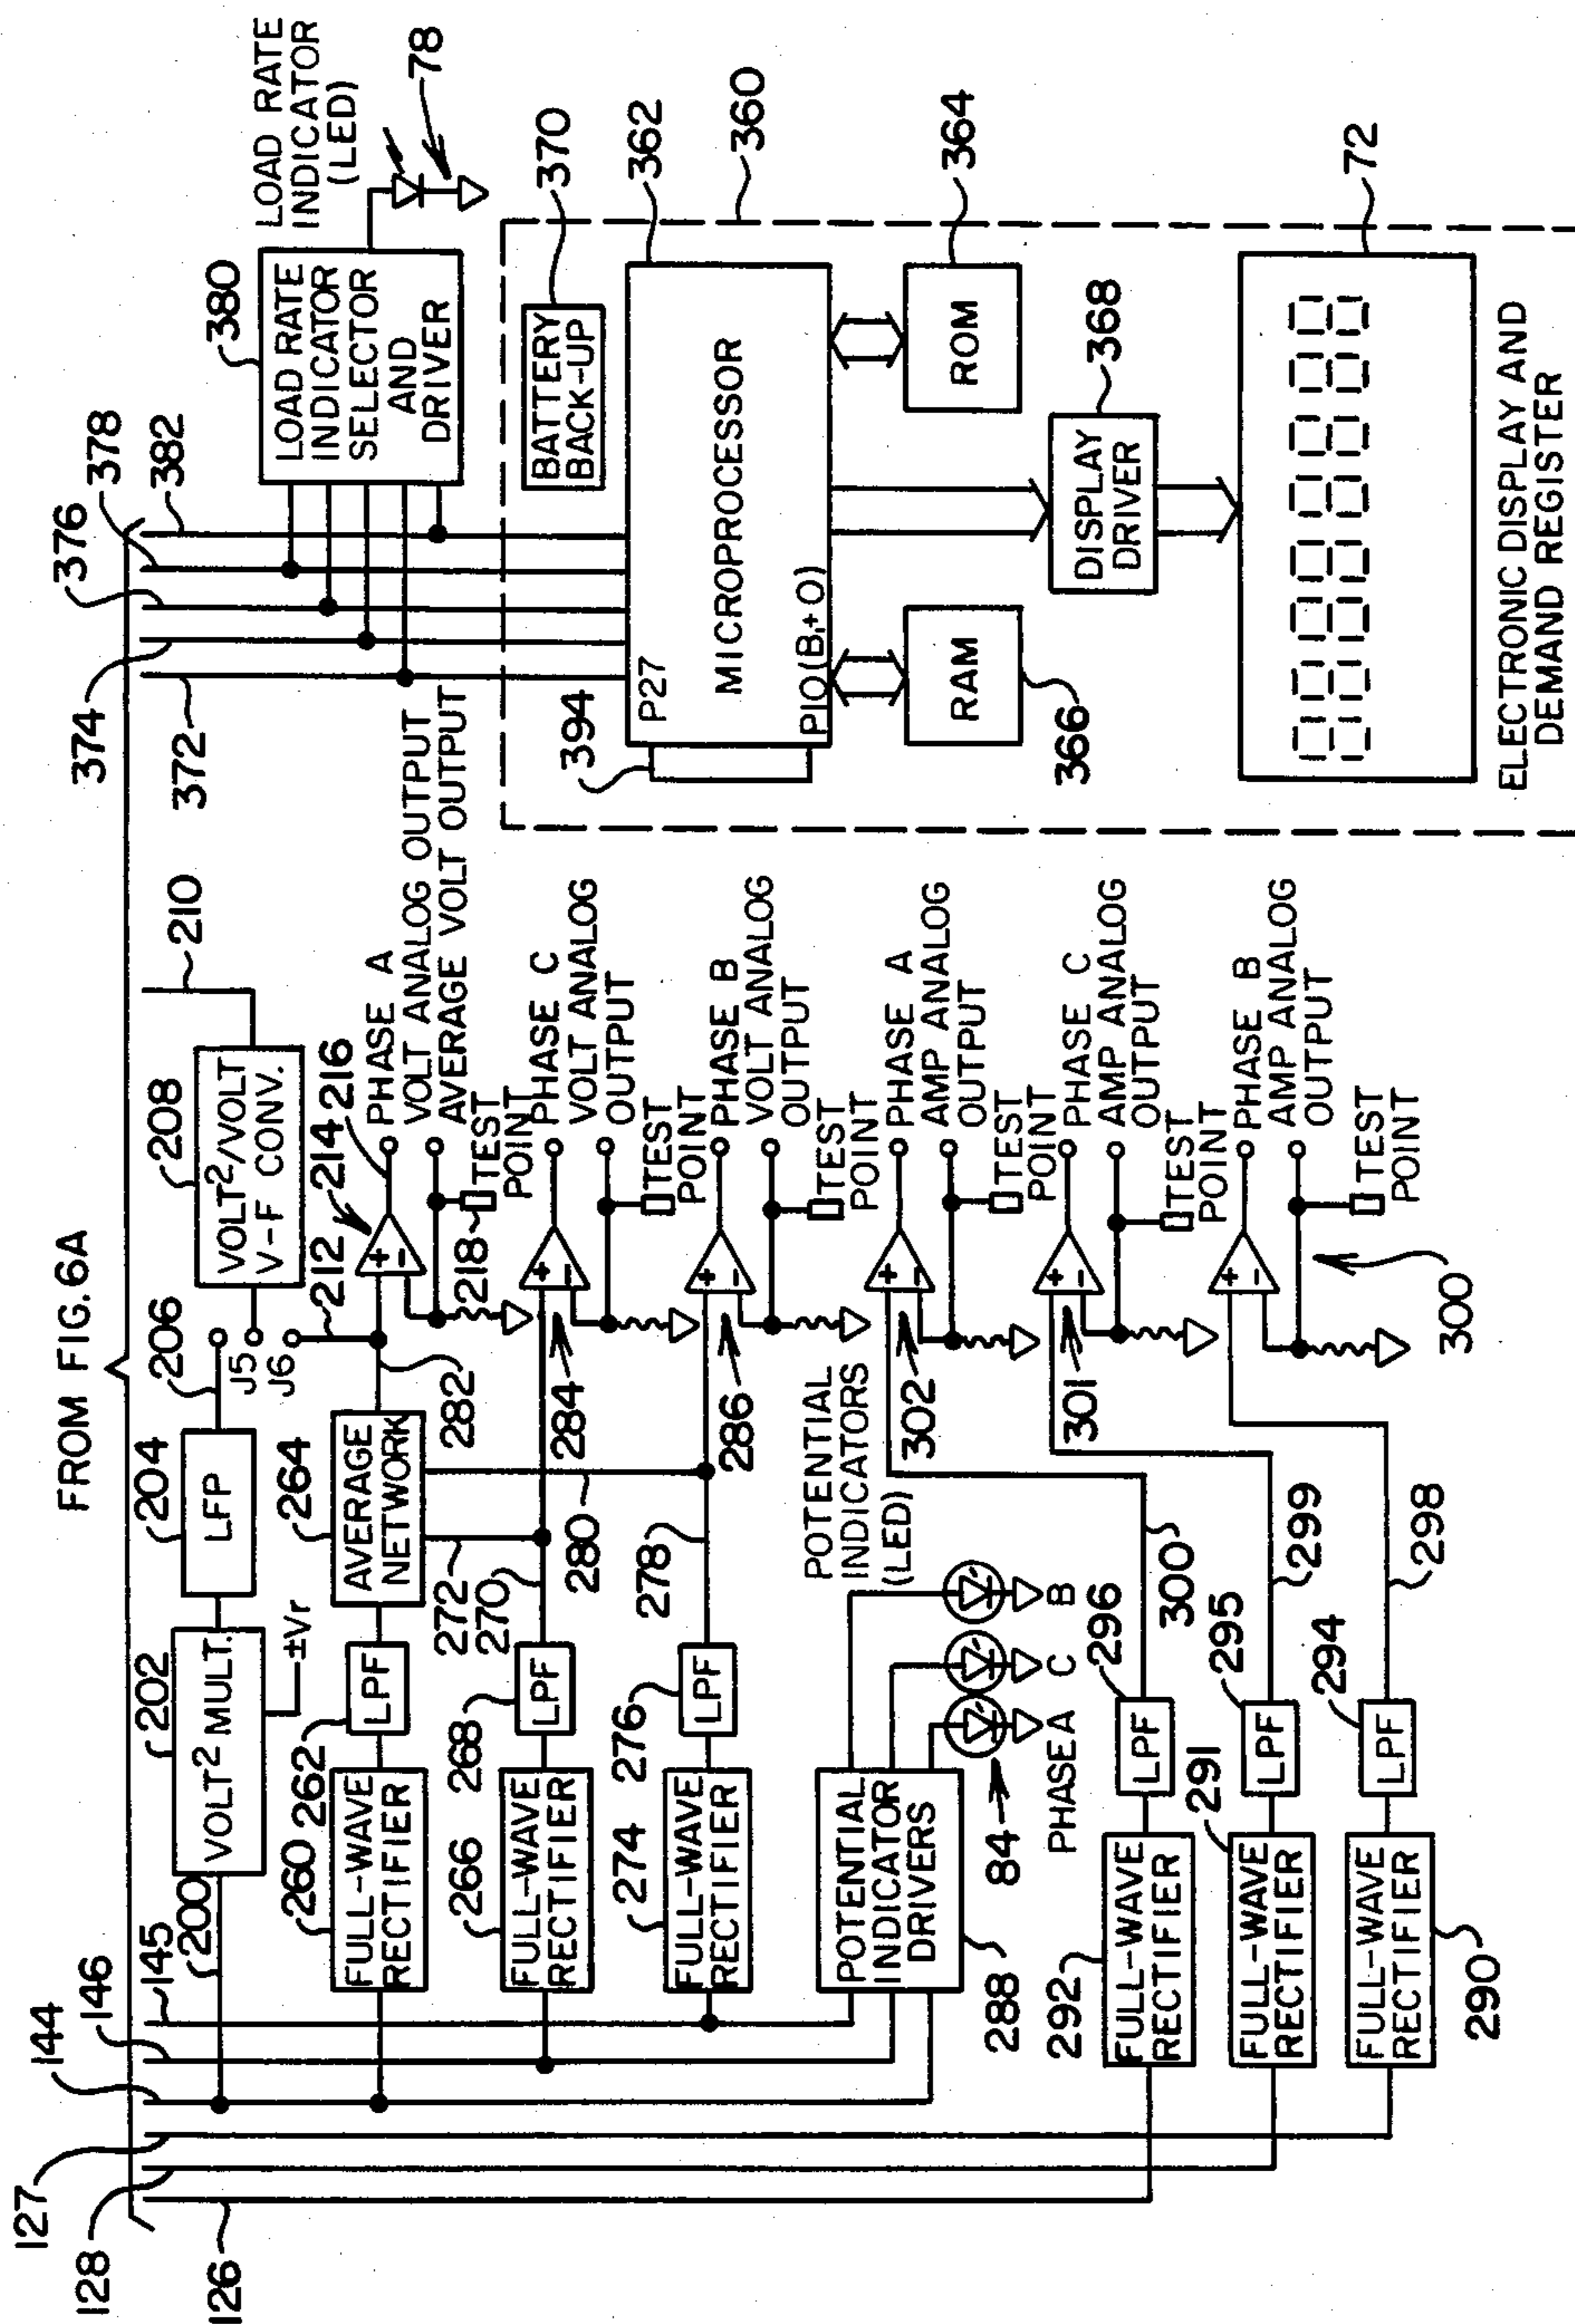 FROM FIG. 6A
127
128
126
144
146
145
200
202
VOLT² MULT.
±Vr
204
LFP
206
J5
J6
208
VOLT²/VOLT
V-F CONV.
210
212
214
216
PHASE A
VOLT ANALOG OUTPUT
AVERAGE VOLT OUTPUT
218
TEST
POINT
260
FULL-WAVE
RECTIFIER
262
LPF
264
AVERAGE
NETWORK
282
272
270
266
FULL-WAVE
RECTIFIER
268
LPF
284
PHASE C
VOLT ANALOG
OUTPUT
TEST
POINT
280
278
274
FULL-WAVE
RECTIFIER
276
LPF
286
PHASE B
VOLT ANALOG
OUTPUT
TEST
POINT
POTENTIAL
INDICATOR
DRIVERS
288
84
PHASE A
C
B
POTENTIAL
INDICATORS
(LED)
302
PHASE A
AMP ANALOG
OUTPUT
TEST
POINT
292
FULL-WAVE
RECTIFIER
296
LPF
300
301
PHASE C
AMP ANALOG
OUTPUT
TEST
POINT
291
FULL-WAVE
RECTIFIER
295
LPF
299
PHASE B
AMP ANALOG
OUTPUT
TEST
POINT
300
290
FULL-WAVE
RECTIFIER
294
LPF
298
372
374
376
378
382
380
LOAD RATE
INDICATOR
SELECTOR
AND
DRIVER
LOAD RATE
INDICATOR
(LED)
78
BATTERY
BACK-UP
370
362
360
394
P27
MICROPROCESSOR
PIO(B,+O)
RAM
366
ROM
364
DISPLAY
DRIVER
368
72
ELECTRONIC DISPLAY AND
DEMAND REGISTER